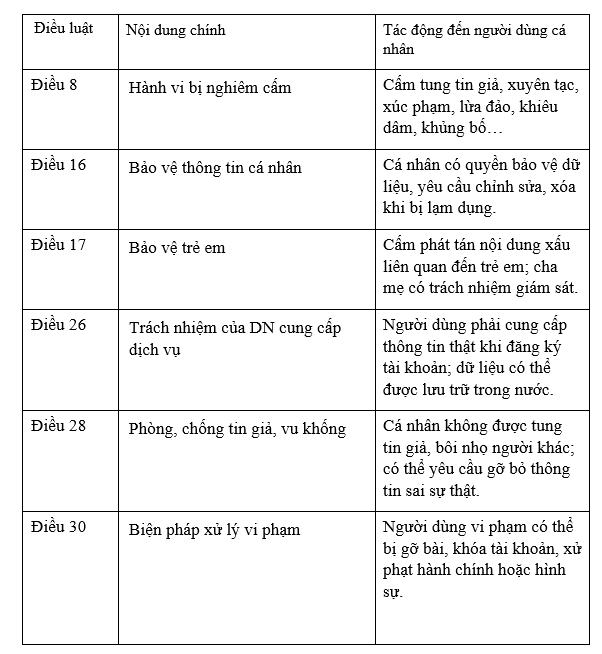 Điều luật
Nội dung chính
Tác động đến người dùng cá
nhân
Điều 8
Hành vi bị nghiêm cấm
Cấm tung tin giả, xuyên tạc,
xúc phạm, lừa đảo, khiêu
dâm, khủng bố…
Điều 16
Bảo vệ thông tin cá nhân
Cá nhân có quyền bảo vệ dữ
liệu, yêu cầu chỉnh sửa, xóa
khi bị lạm dụng.
Điều 17
Bảo vệ trẻ em
Cấm phát tán nội dung xấu
liên quan đến trẻ em; cha
mẹ có trách nhiệm giám sát.
Điều 26
Trách nhiệm của DN cung cấp
dịch vụ
Người dùng phải cung cấp
thông tin thật khi đăng ký
tài khoản; dữ liệu có thể
được lưu trữ trong nước.
Điều 28
Phòng, chống tin giả, vu khống
Cá nhân không được tung
tin giả, bôi nhọ người khác;
có thể yêu cầu gỡ bỏ thông
tin sai sự thật.
Điều 30
Biện pháp xử lý vi phạm
Người dùng vi phạm có thể
bị gỡ bài, khóa tài khoản, xử
phạt hành chính hoặc hình
sự.